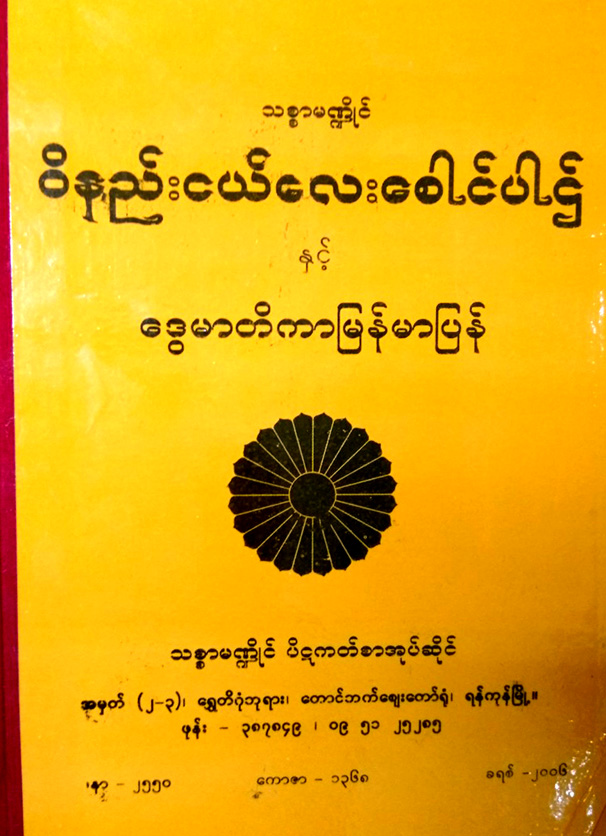 သစ္စာမဏ္ဍိုင်
ဝိနည်းငယ်လေးစောင်ပါဌ်
နှင့်
ဒွေမာတိကာမြန်မာပြန်
သစ္စာမဏ္ဍိုင် ပိဋကတ်စာအုပ်ဆိုင်
အမှတ် (၂-၃)၊ ရွှေတိဂုံဘုရား၊ တောင်ဘက်ဈေးတော်ရုံ၊ ရန်ကုန်မြို့။
ဖုန်း - ၃၈၇၈၄၉ ၊ ၀၉ ၅၁ ၂၅၂၈၅
- ၂၅၅၀ ကောဇာ - ၁၃၆၈ ခရစ် -၂၀၀၆